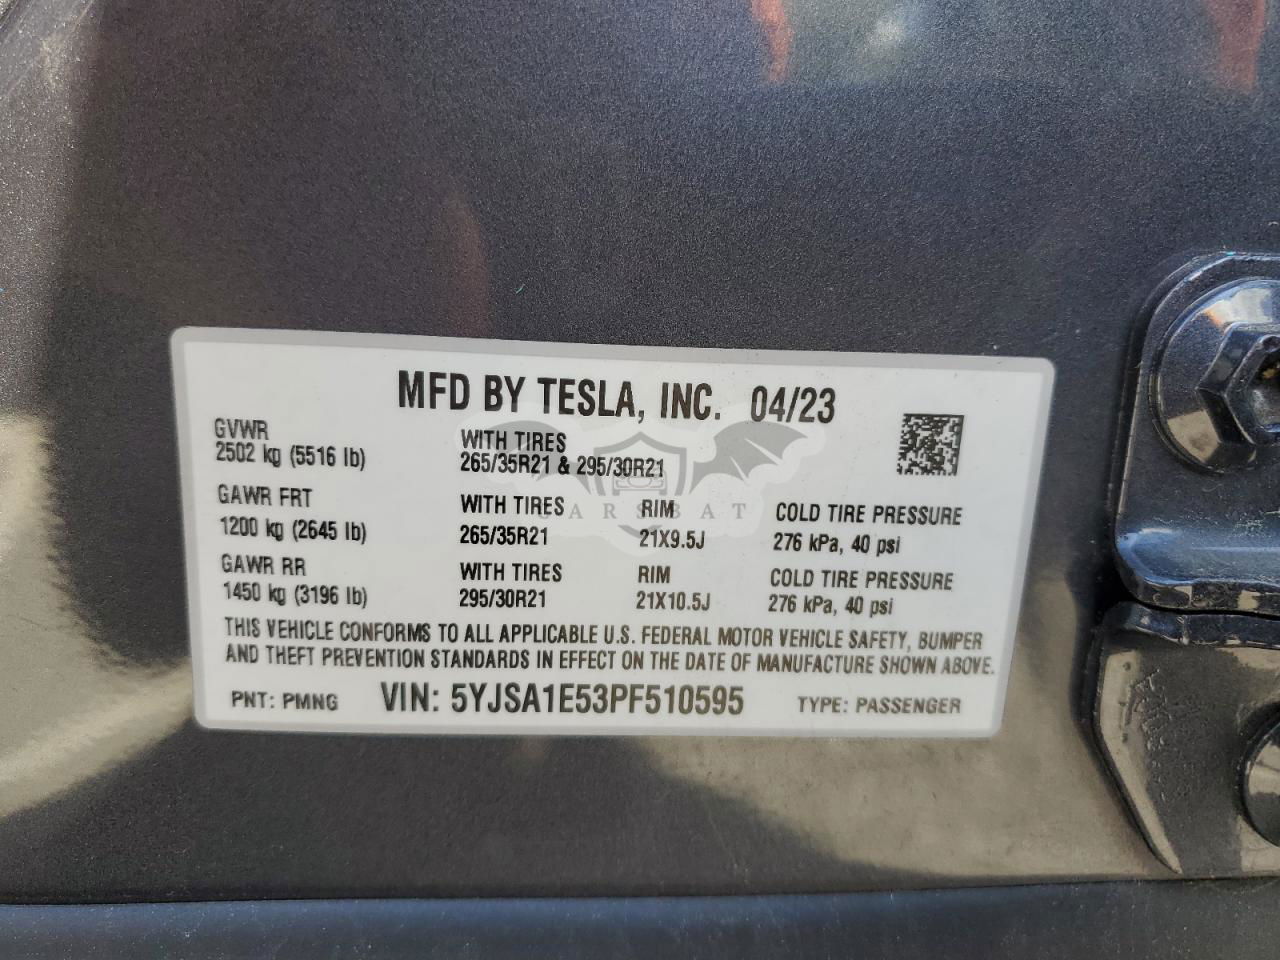 MFD BY TESLA, INC. 04/23
GVWR
2502 kg (5516 lb)
WITH TIRES
265/35R21 & 295/30R21
GAWR FRT
1200 kg (2645 lb)
WITH TIRES
265/35R21
RIM
21X9.5J
COLD TIRE PRESSURE
276 kPa, 40 psi
GAWR RR
1450 kg (3196 lb)
WITH TIRES
295/30R21
RIM
21X10.5J
COLD TIRE PRESSURE
276 kPa, 40 psi
THIS VEHICLE CONFORMS TO ALL APPLICABLE U.S. FEDERAL MOTOR VEHICLE SAFETY, BUMPER
AND THEFT PREVENTION STANDARDS IN EFFECT ON THE DATE OF MANUFACTURE SHOWN ABOVE.
PNT: PMNG VIN: 5YJSA1E53PF510595 TYPE: PASSENGER
CARSBAT